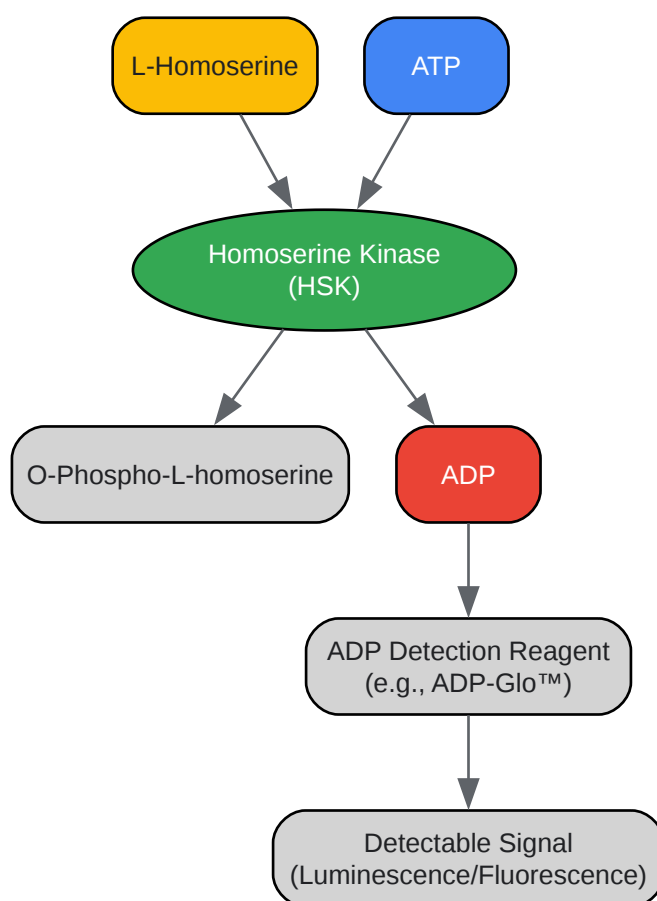 L-Homoserine
ATP
Homoserine Kinase
(HSK)
O-Phospho-L-homoserine
ADP
ADP Detection Reagent
(e.g., ADP-Glo™)
Detectable Signal
(Luminescence/Fluorescence)